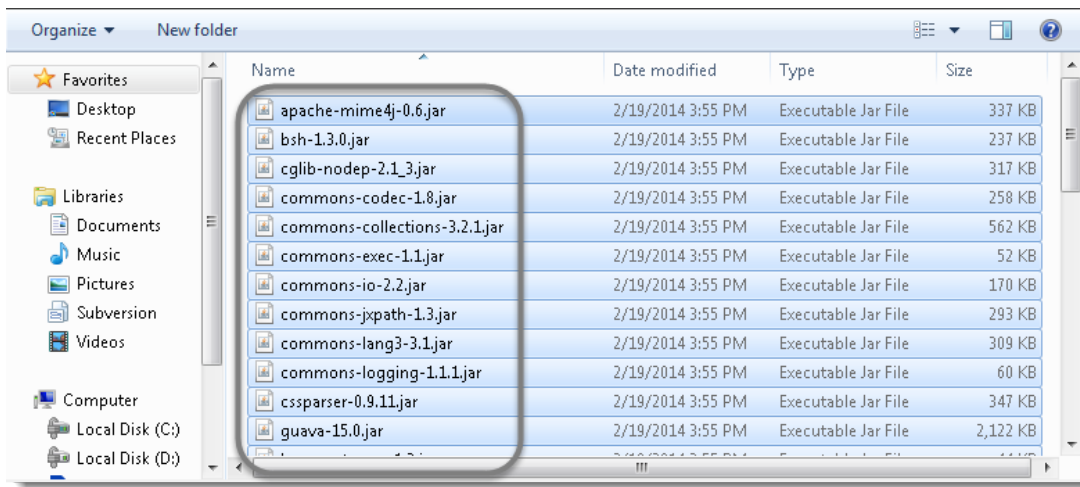 Organize New folder
Name Date modified Type Size
Favorites
Desktop
Recent Places
Libraries
Documents
Music
Pictures
Subversion
Videos
Computer
Local Disk (C:)
Local Disk (D:)
apache-mime4j-0.6.jar 2/19/2014 3:55 PM Executable Jar File 337 KB
bsh-1.3.0.jar 2/19/2014 3:55 PM Executable Jar File 237 KB
cglib-nodep-2.1_3.jar 2/19/2014 3:55 PM Executable Jar File 317 KB
commons-codec-1.8.jar 2/19/2014 3:55 PM Executable Jar File 258 KB
commons-collections-3.2.1.jar 2/19/2014 3:55 PM Executable Jar File 562 KB
commons-exec-1.1.jar 2/19/2014 3:55 PM Executable Jar File 52 KB
commons-io-2.2.jar 2/19/2014 3:55 PM Executable Jar File 170 KB
commons-jxpath-1.3.jar 2/19/2014 3:55 PM Executable Jar File 293 KB
commons-lang3-3.1.jar 2/19/2014 3:55 PM Executable Jar File 309 KB
commons-logging-1.1.1.jar 2/19/2014 3:55 PM Executable Jar File 60 KB
cssparser-0.9.11.jar 2/19/2014 3:55 PM Executable Jar File 347 KB
guava-15.0.jar 2/19/2014 3:55 PM Executable Jar File 2,122 KB